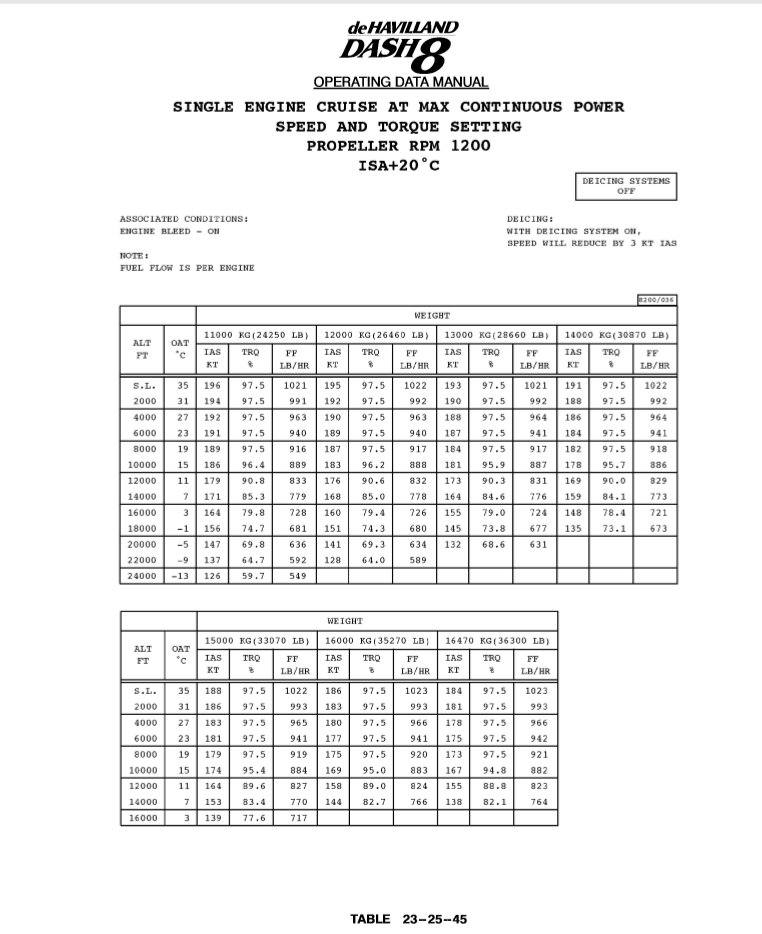 deHAVILLAND
DASH 8
OPERATING DATA MANUAL
SINGLE ENGINE CRUISE AT MAX CONTINUOUS POWER
SPEED AND TORQUE SETTING
PROPELLER RPM 1200
ISA+20°C
DEICING SYSTEMS
OFF
ASSOCIATED CONDITIONS:
ENGINE BLEED – ON
NOTE:
FUEL FLOW IS PER ENGINE
DEICING:
WITH DEICING SYSTEM ON,
SPEED WILL REDUCE BY 3 KT IAS
8200/036
WEIGHT
ALT FT OAT °C 11000 KG(24250 LB) 12000 KG(26460 LB) 13000 KG(28660 LB) 14000 KG(30870 LB)
IAS TRQ FF IAS TRQ FF IAS TRQ FF IAS TRQ FF
KT % LB/HR KT % LB/HR KT % LB/HR KT % LB/HR
S.L. 35 196 97.5 1021 195 97.5 1022 193 97.5 1021 191 97.5 1022
2000 31 194 97.5 991 192 97.5 992 190 97.5 992 188 97.5 992
4000 27 192 97.5 963 190 97.5 963 188 97.5 964 186 97.5 964
6000 23 191 97.5 940 189 97.5 940 187 97.5 941 184 97.5 941
8000 19 189 97.5 916 187 97.5 917 184 97.5 917 182 97.5 918
10000 15 186 96.4 889 183 96.2 888 181 95.9 887 178 95.7 886
12000 11 179 90.8 833 176 90.6 832 173 90.3 831 169 90.0 829
14000 7 171 85.3 779 168 85.0 778 164 84.6 776 159 84.1 773
16000 3 164 79.8 728 160 79.4 726 155 79.0 724 148 78.4 721
18000 –1 156 74.7 681 151 74.3 680 145 73.8 677 135 73.1 673
20000 –5 147 69.8 636 141 69.3 634 132 68.6 631
22000 –9 137 64.7 592 128 64.0 589
24000 –13 126 59.7 549
WEIGHT
ALT FT OAT °C 15000 KG(33070 LB) 16000 KG(35270 LB) 16470 KG(36300 LB)
IAS TRQ FF IAS TRQ FF IAS TRQ FF
KT % LB/HR KT % LB/HR KT % LB/HR
S.L. 35 188 97.5 1022 186 97.5 1023 184 97.5 1023
2000 31 186 97.5 993 183 97.5 993 181 97.5 993
4000 27 183 97.5 965 180 97.5 966 178 97.5 966
6000 23 181 97.5 941 177 97.5 941 175 97.5 942
8000 19 179 97.5 919 175 97.5 920 173 97.5 921
10000 15 174 95.4 884 169 95.0 883 167 94.8 882
12000 11 164 89.6 827 158 89.0 824 155 88.8 823
14000 7 153 83.4 770 144 82.7 766 138 82.1 764
16000 3 139 77.6 717
TABLE 23–25–45